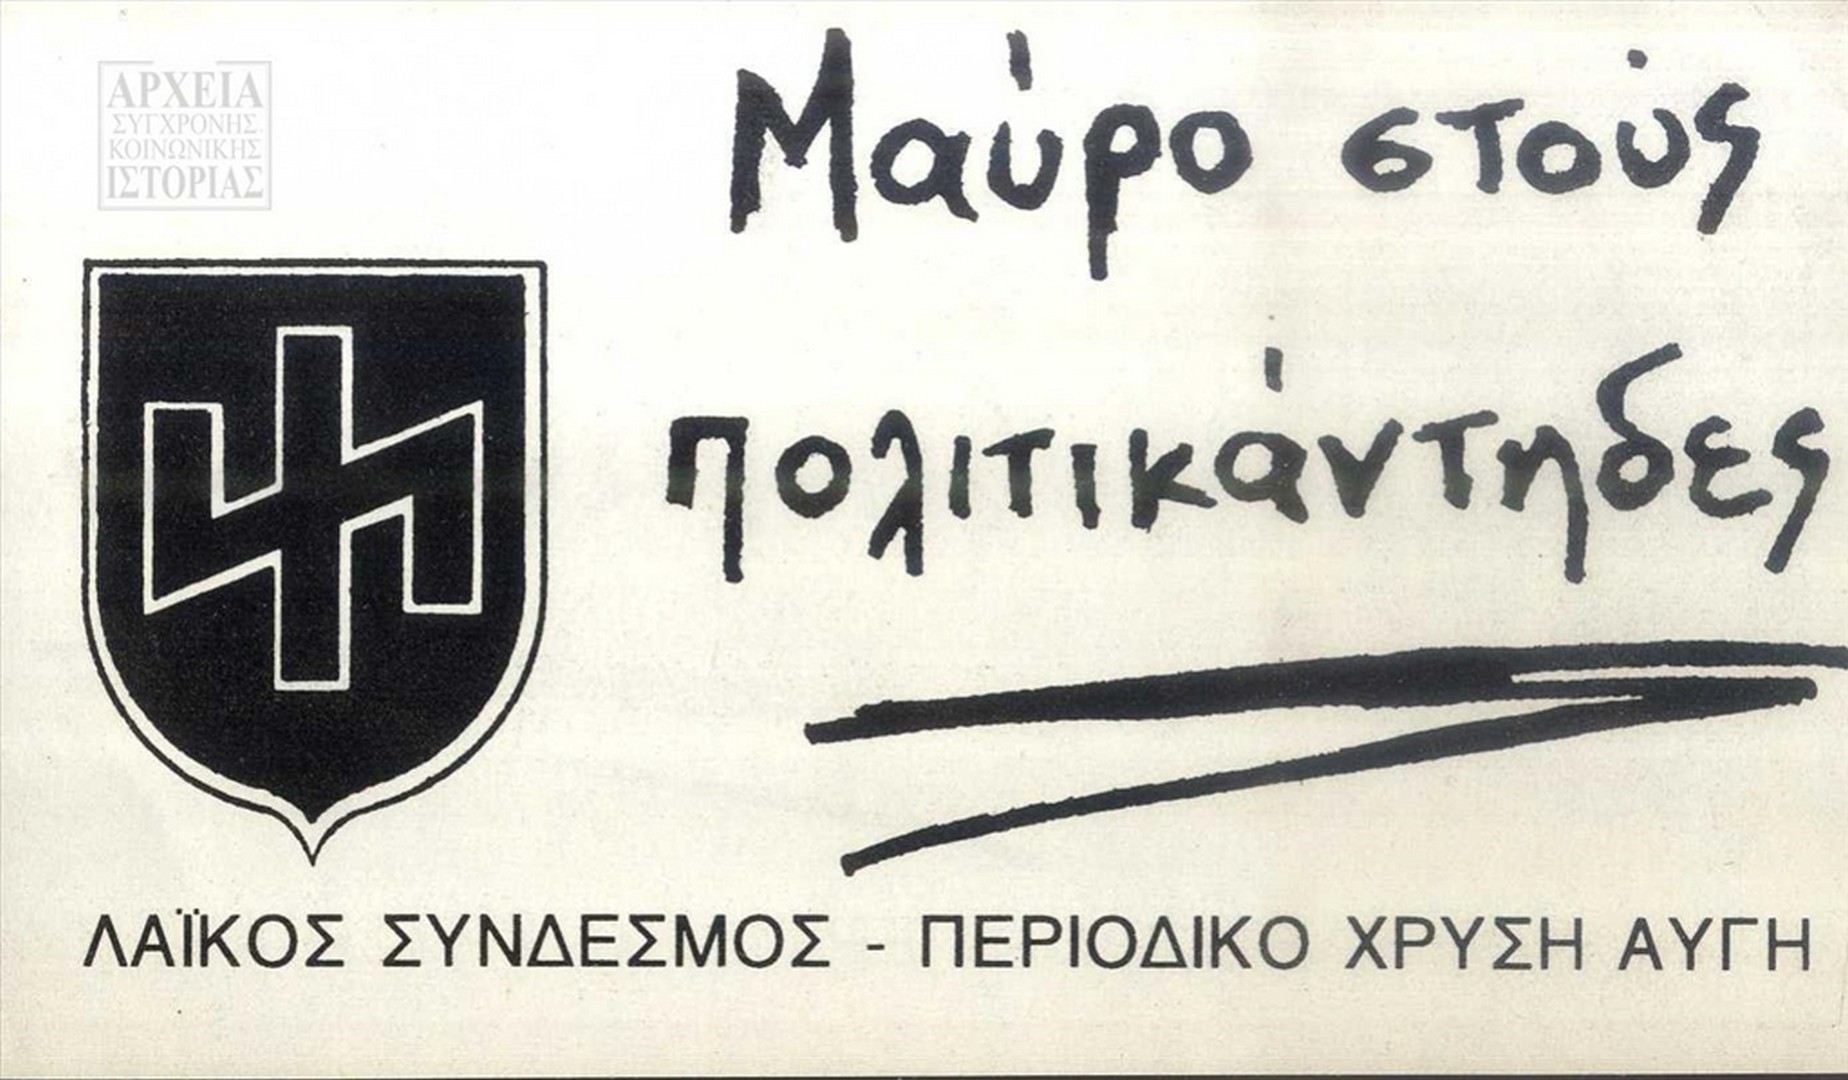 ΑΡΧΕΙΑ
ΣΥΓΧΡΟΝΗΣ
ΚΟΙΝΩΝΙΚΗΣ
ΙΣΤΟΡΙΑΣ
Μαύρο στούς
πολιτικάντηδες
ΛΑΪΚΟΣ ΣΥΝΔΕΣΜΟΣ - ΠΕΡΙΟΔΙΚΟ ΧΡΥΣΗ ΑΥΓΗ